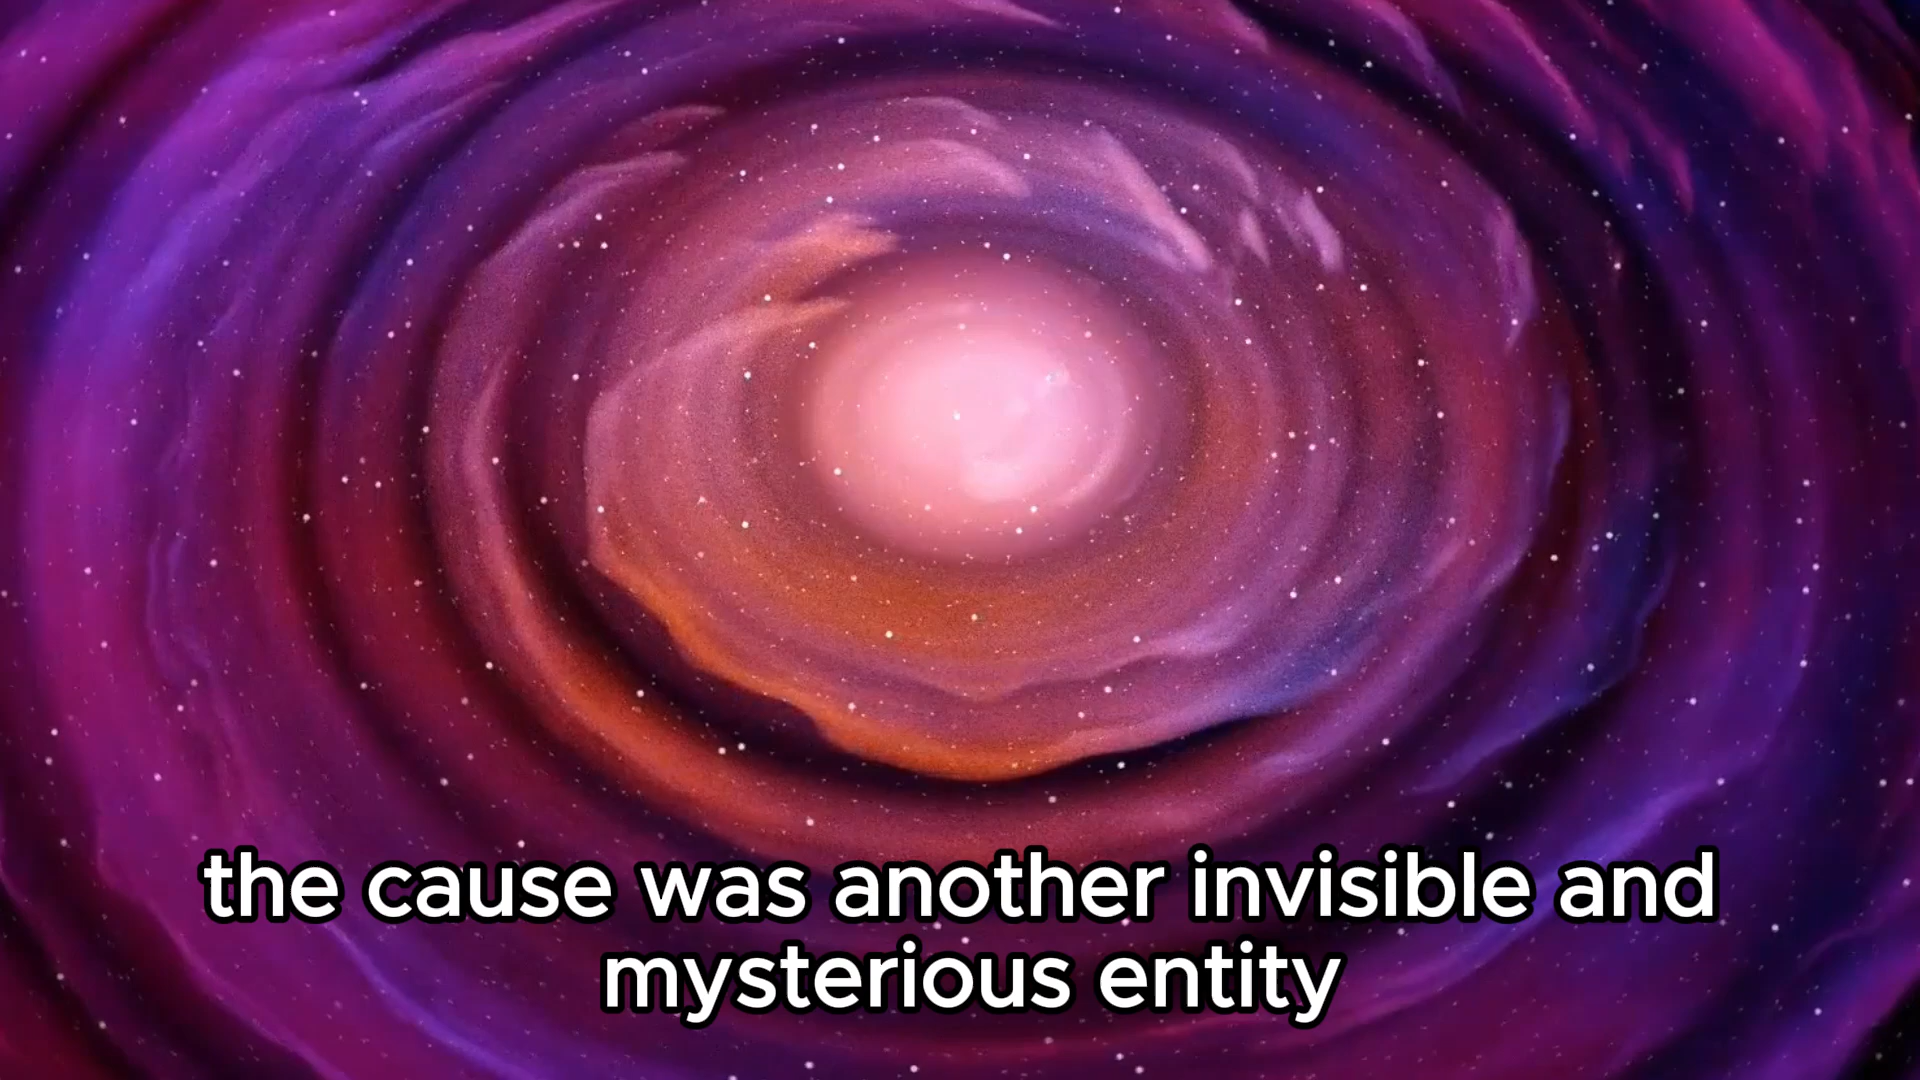 the cause was another invisible and
mysterious entity